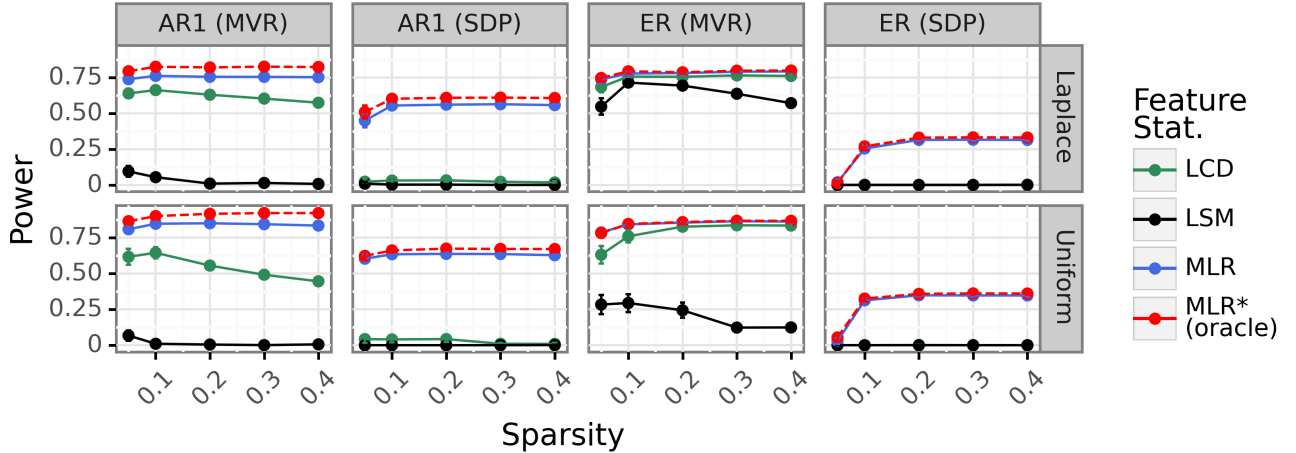 AR1 (MVR) AR1 (SDP) ER (MVR) ER (SDP)
Power
0.75
0.50
0.25
0
Laplace
0.75
0.50
0.25
0
Uniform
0.1 0.2 0.3 0.4 0.1 0.2 0.3 0.4 0.1 0.2 0.3 0.4 0.1 0.2 0.3 0.4
Sparsity
Feature
Stat.
LCD
LSM
MLR
MLR*
(oracle)